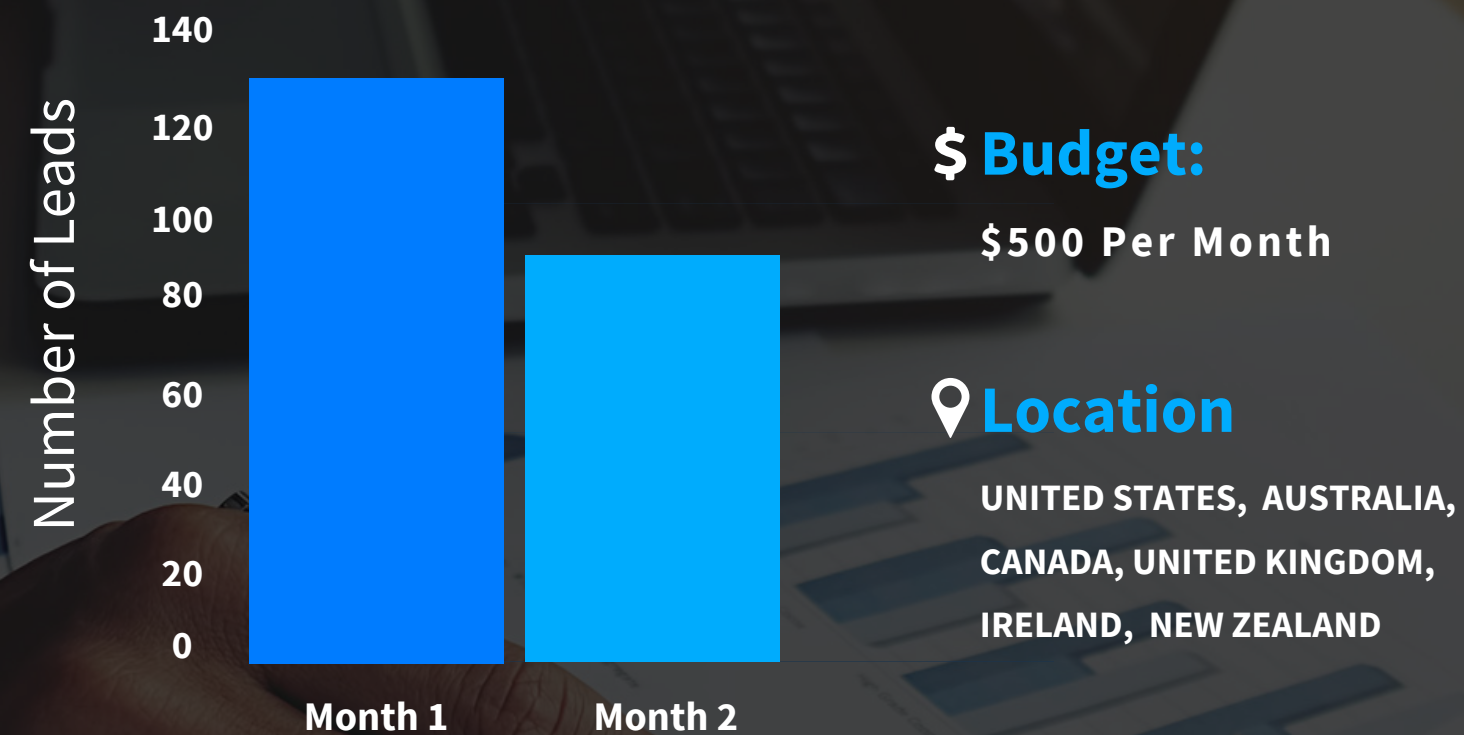 140
120
100
80
60
40
20
0
Number of Leads
Month 1
Month 2
$ Budget:
$500 Per Month
Location
UNITED STATES, AUSTRALIA,
CANADA, UNITED KINGDOM,
IRELAND, NEW ZEALAND